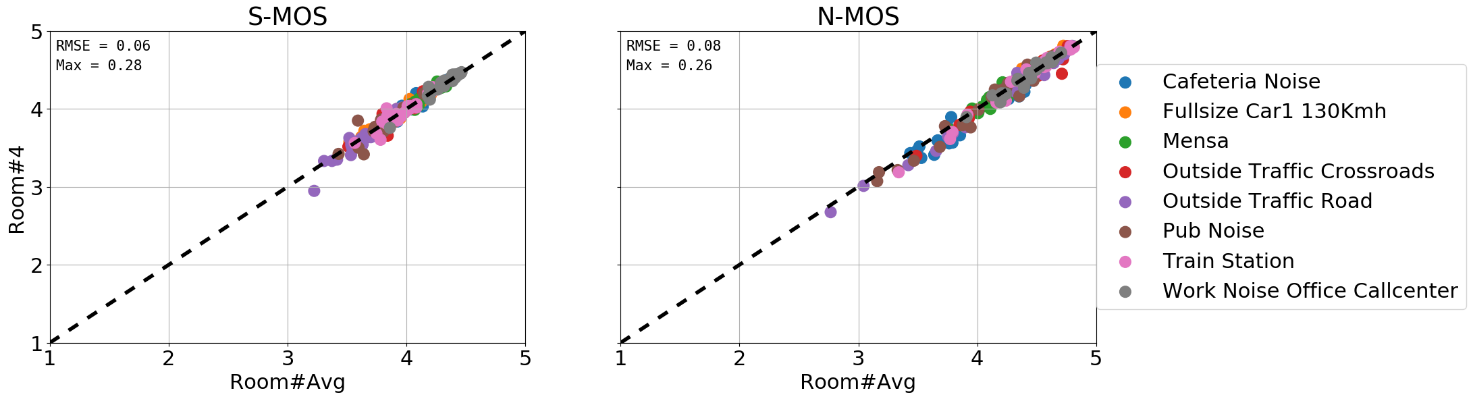 S-MOS
RMSE = 0.06
Max = 0.28
5
4
3
2
1
Room#4
1 2 3 4 5
Room#Avg
N-MOS
RMSE = 0.08
Max = 0.26
1 2 3 4 5
Room#Avg
Cafeteria Noise
Fullsize Car1 130Kmh
Mensa
Outside Traffic Crossroads
Outside Traffic Road
Pub Noise
Train Station
Work Noise Office Callcenter